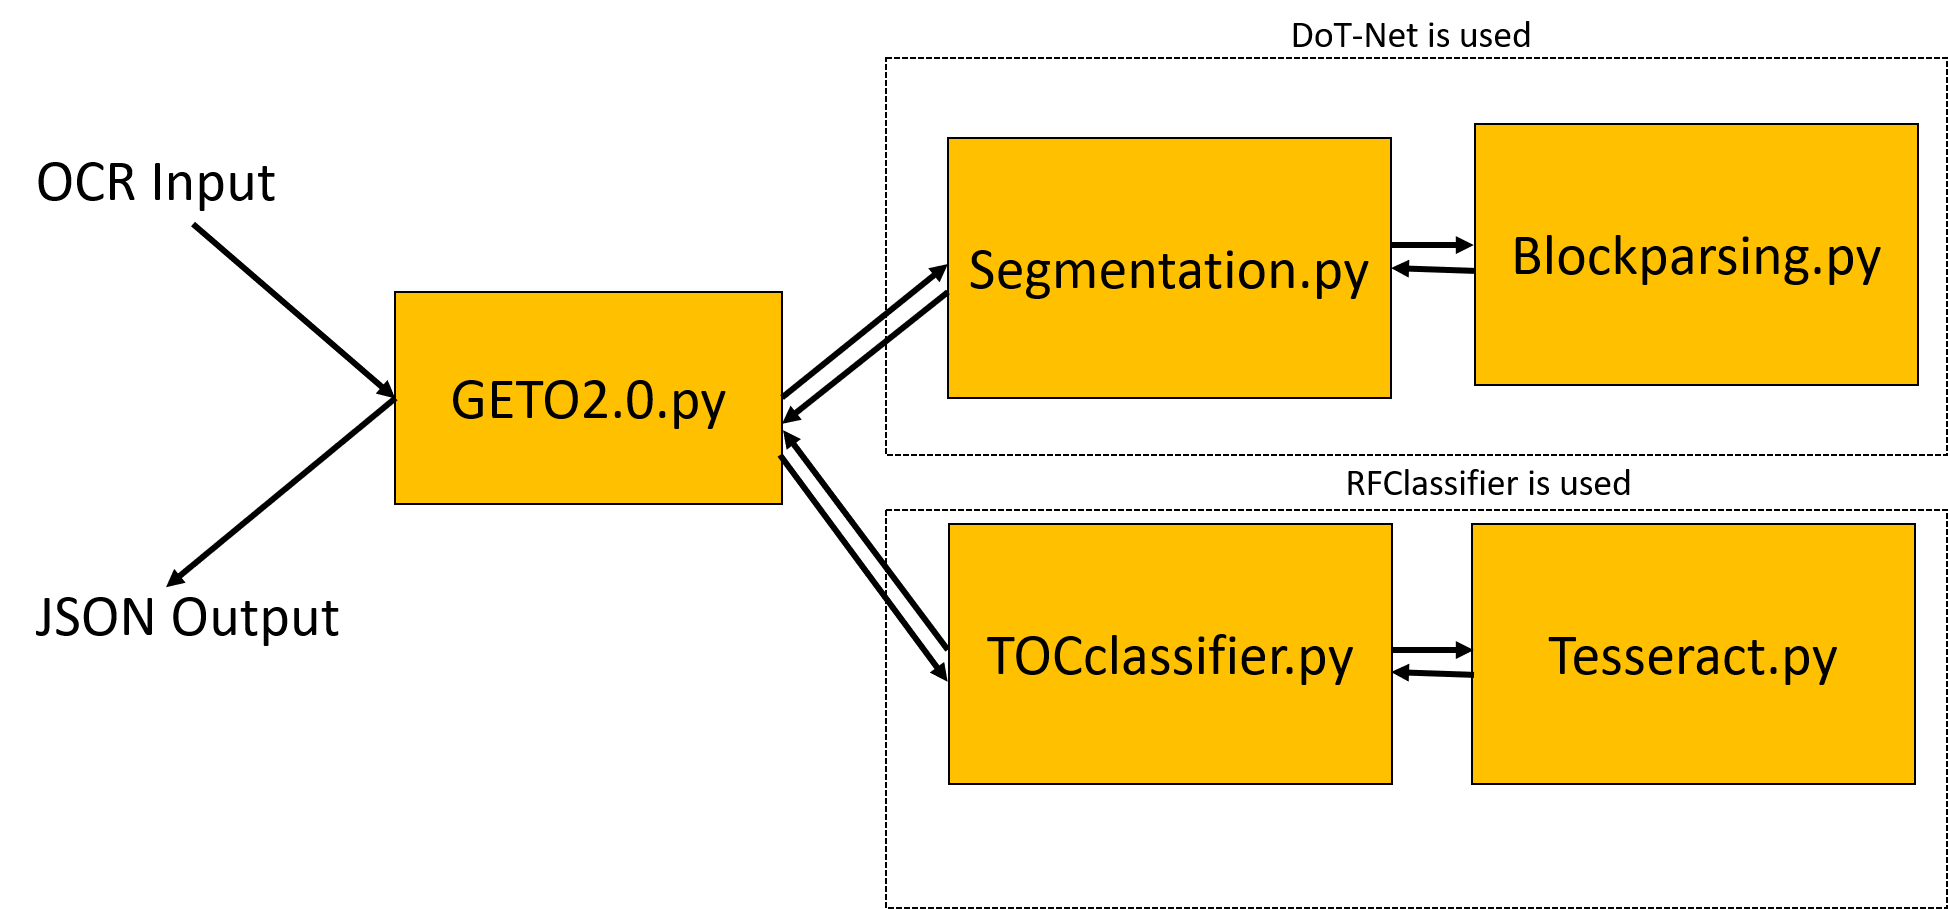 DoT-Net is used
OCR Input
Segmentation.py
Blockparsing.py
GETO2.0.py
RFClassifier is used
JSON Output
TOCclassifier.py
Tesseract.py